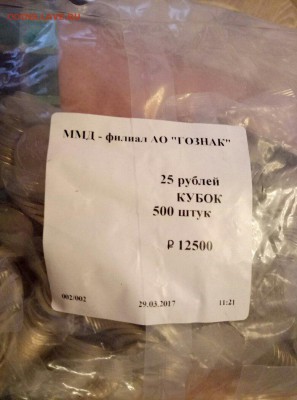 ММД - филиал АО "ГОЗНАК"
25 рублей
КУБОК
500 штук
₽ 12500
002/002 29.03.2017 11:21